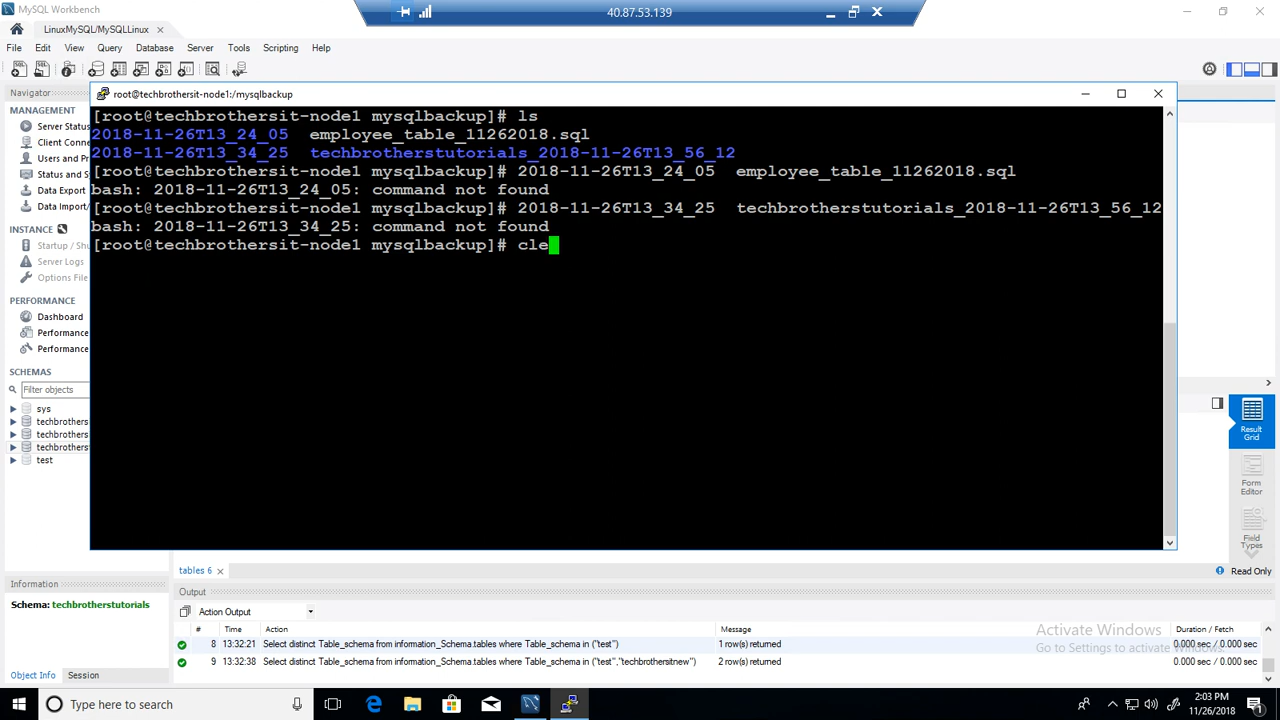 MySQL Workbench
40.87.53.139
LinuxMySQL/MySQLLinux
File Edit View Query Database Server Tools Scripting Help
Navigator
root@techbrothersit-node1:/mysqlbackup
MANAGEMENT
Server Status
Client Conne
Users and Pr
Status and S
Data Export
Data Import/
INSTANCE
Startup / Shu
Server Logs
Options File
PERFORMANCE
Dashboard
Performance
Performance
SCHEMAS
Filter objects
sys
techbrothers
techbrothers
techbrothers
test
[root@techbrothersit-node1 mysqlbackup]# ls
2018-11-26T13_24_05 employee_table_11262018.sql
2018-11-26T13_34_25 techbrotherstutorials_2018-11-26T13_56_12
[root@techbrothersit-node1 mysqlbackup]# 2018-11-26T13_24_05 employee_table_11262018.sql
bash: 2018-11-26T13_24_05: command not found
[root@techbrothersit-node1 mysqlbackup]# 2018-11-26T13_34_25 techbrotherstutorials_2018-11-26T13_56_12
bash: 2018-11-26T13_34_25: command not found
[root@techbrothersit-node1 mysqlbackup]# cle
Result
Grid
Form
Editor
Field
Types
tables 6
Read Only
Information
Schema: techbrotherstutorials
Object Info Session
Output
Action Output
# Time Action Message Duration / Fetch
8 13:32:21 Select distinct Table_schema from information_Schema.tables where Table_schema in ("test") 1 row(s) returned 0.000 sec / 0.000 sec
9 13:32:38 Select distinct Table_schema from information_Schema.tables where Table_schema in ("test","techbrothersitnew") 2 row(s) returned 0.000 sec / 0.000 sec
Activate Windows
Go to Settings to activate Windows.
Type here to search
2:03 PM
11/26/2018
1